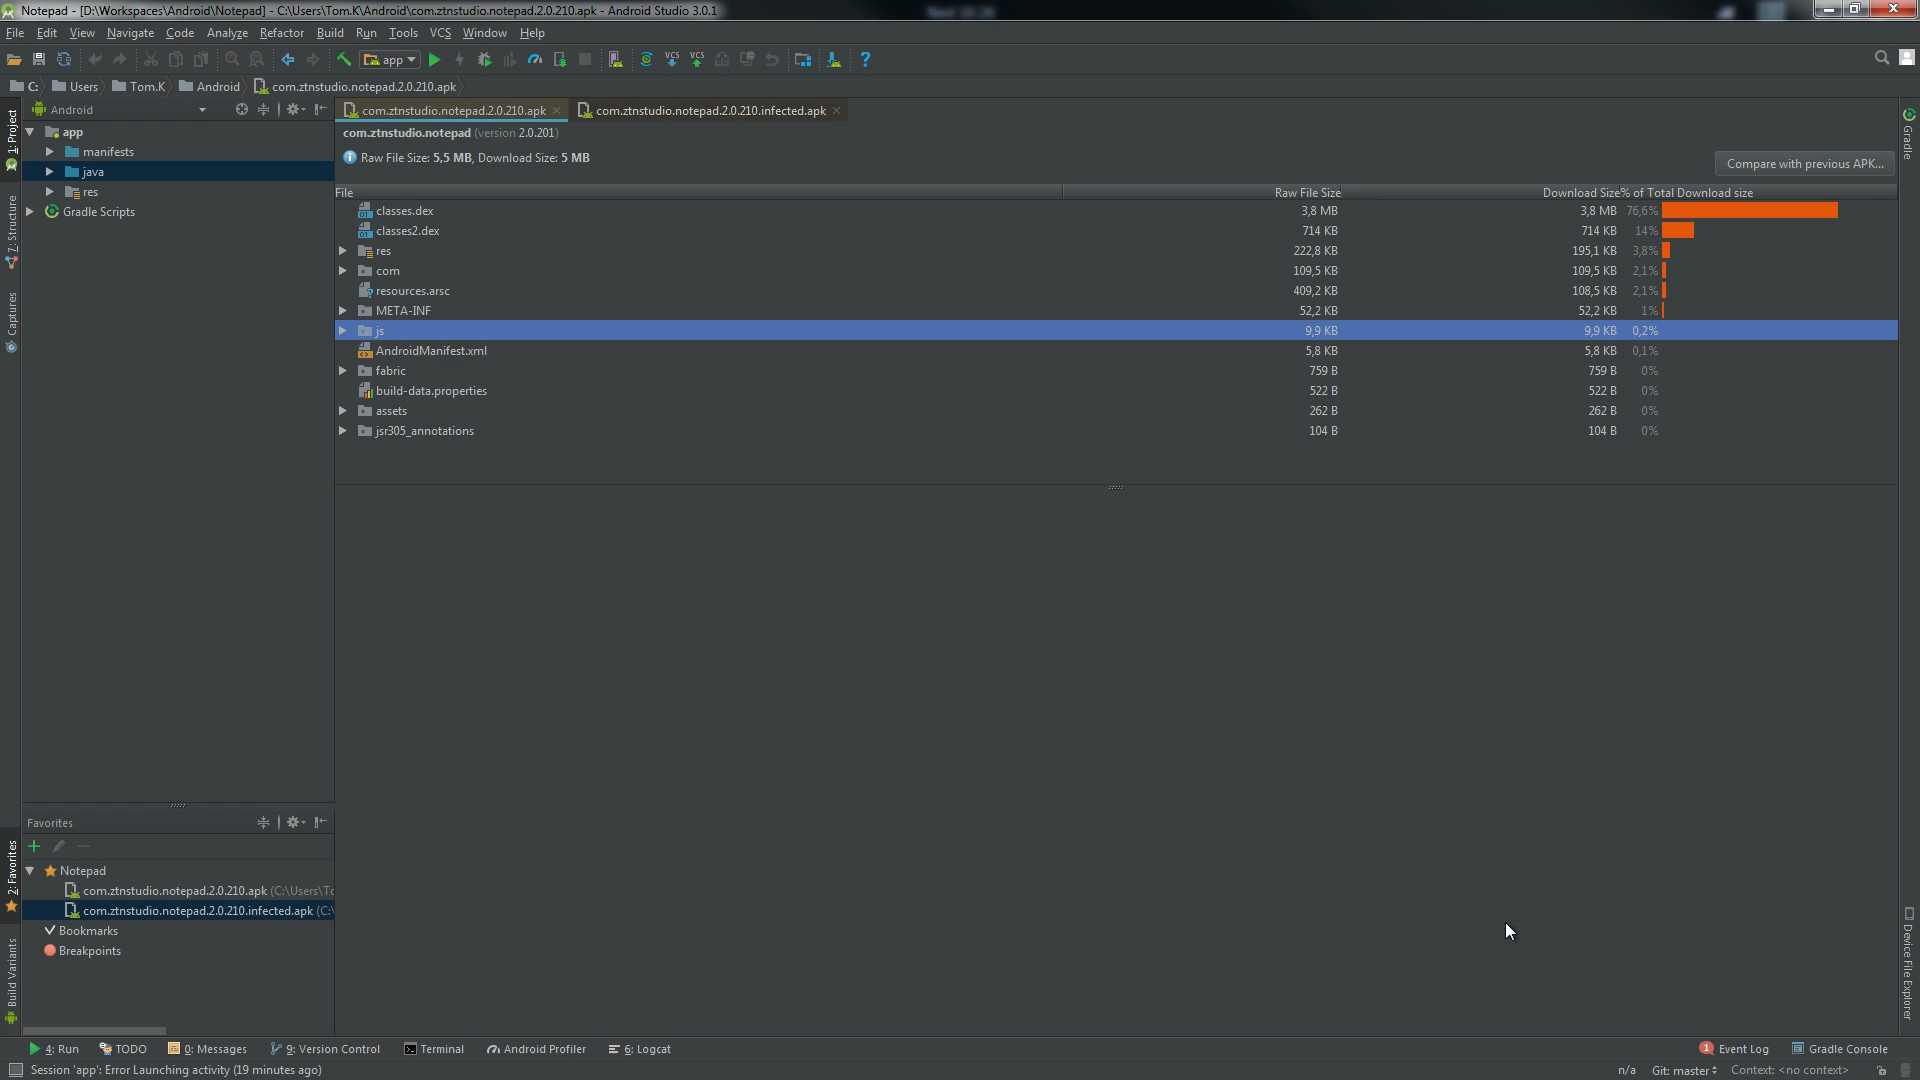 Notepad - [D:\Workspaces\Android\Notepad] - C:\Users\Tom.K\Android\com.ztnstudio.notepad.2.0.210.apk - Android Studio 3.0.1
File Edit View Navigate Code Analyze Refactor Build Run Tools VCS Window Help
app
VCS VCS
C: Users Tom.K Android com.ztnstudio.notepad.2.0.210.apk
Android
com.ztnstudio.notepad.2.0.210.apk com.ztnstudio.notepad.2.0.210.infected.apk
com.ztnstudio.notepad (version 2.0.201)
Raw File Size: 5,5 MB, Download Size: 5 MB
Compare with previous APK...
File Raw File Size Download Size % of Total Download size
classes.dex 3,8 MB 3,8 MB 76,6%
classes2.dex 714 KB 714 KB 14%
res 222,8 KB 195,1 KB 3,8%
com 109,5 KB 109,5 KB 2,1%
resources.arsc 409,2 KB 108,5 KB 2,1%
META-INF 52,2 KB 52,2 KB 1%
js 9,9 KB 9,9 KB 0,2%
AndroidManifest.xml 5,8 KB 5,8 KB 0,1%
fabric 759 B 759 B 0%
build-data.properties 522 B 522 B 0%
assets 262 B 262 B 0%
jsr305_annotations 104 B 104 B 0%
app
manifests
java
res
Gradle Scripts
1: Project
7: Structure
Captures
2: Favorites
Build Variants
Gradle
Device File Explorer
Favorites
Notepad
com.ztnstudio.notepad.2.0.210.apk (C:\Users\To
com.ztnstudio.notepad.2.0.210.infected.apk (C:\
Bookmarks
Breakpoints
4: Run TODO 0: Messages 9: Version Control Terminal Android Profiler 6: Logcat
1 Event Log Gradle Console
Session 'app': Error Launching activity (19 minutes ago)
n/a Git: master Context: <no context>